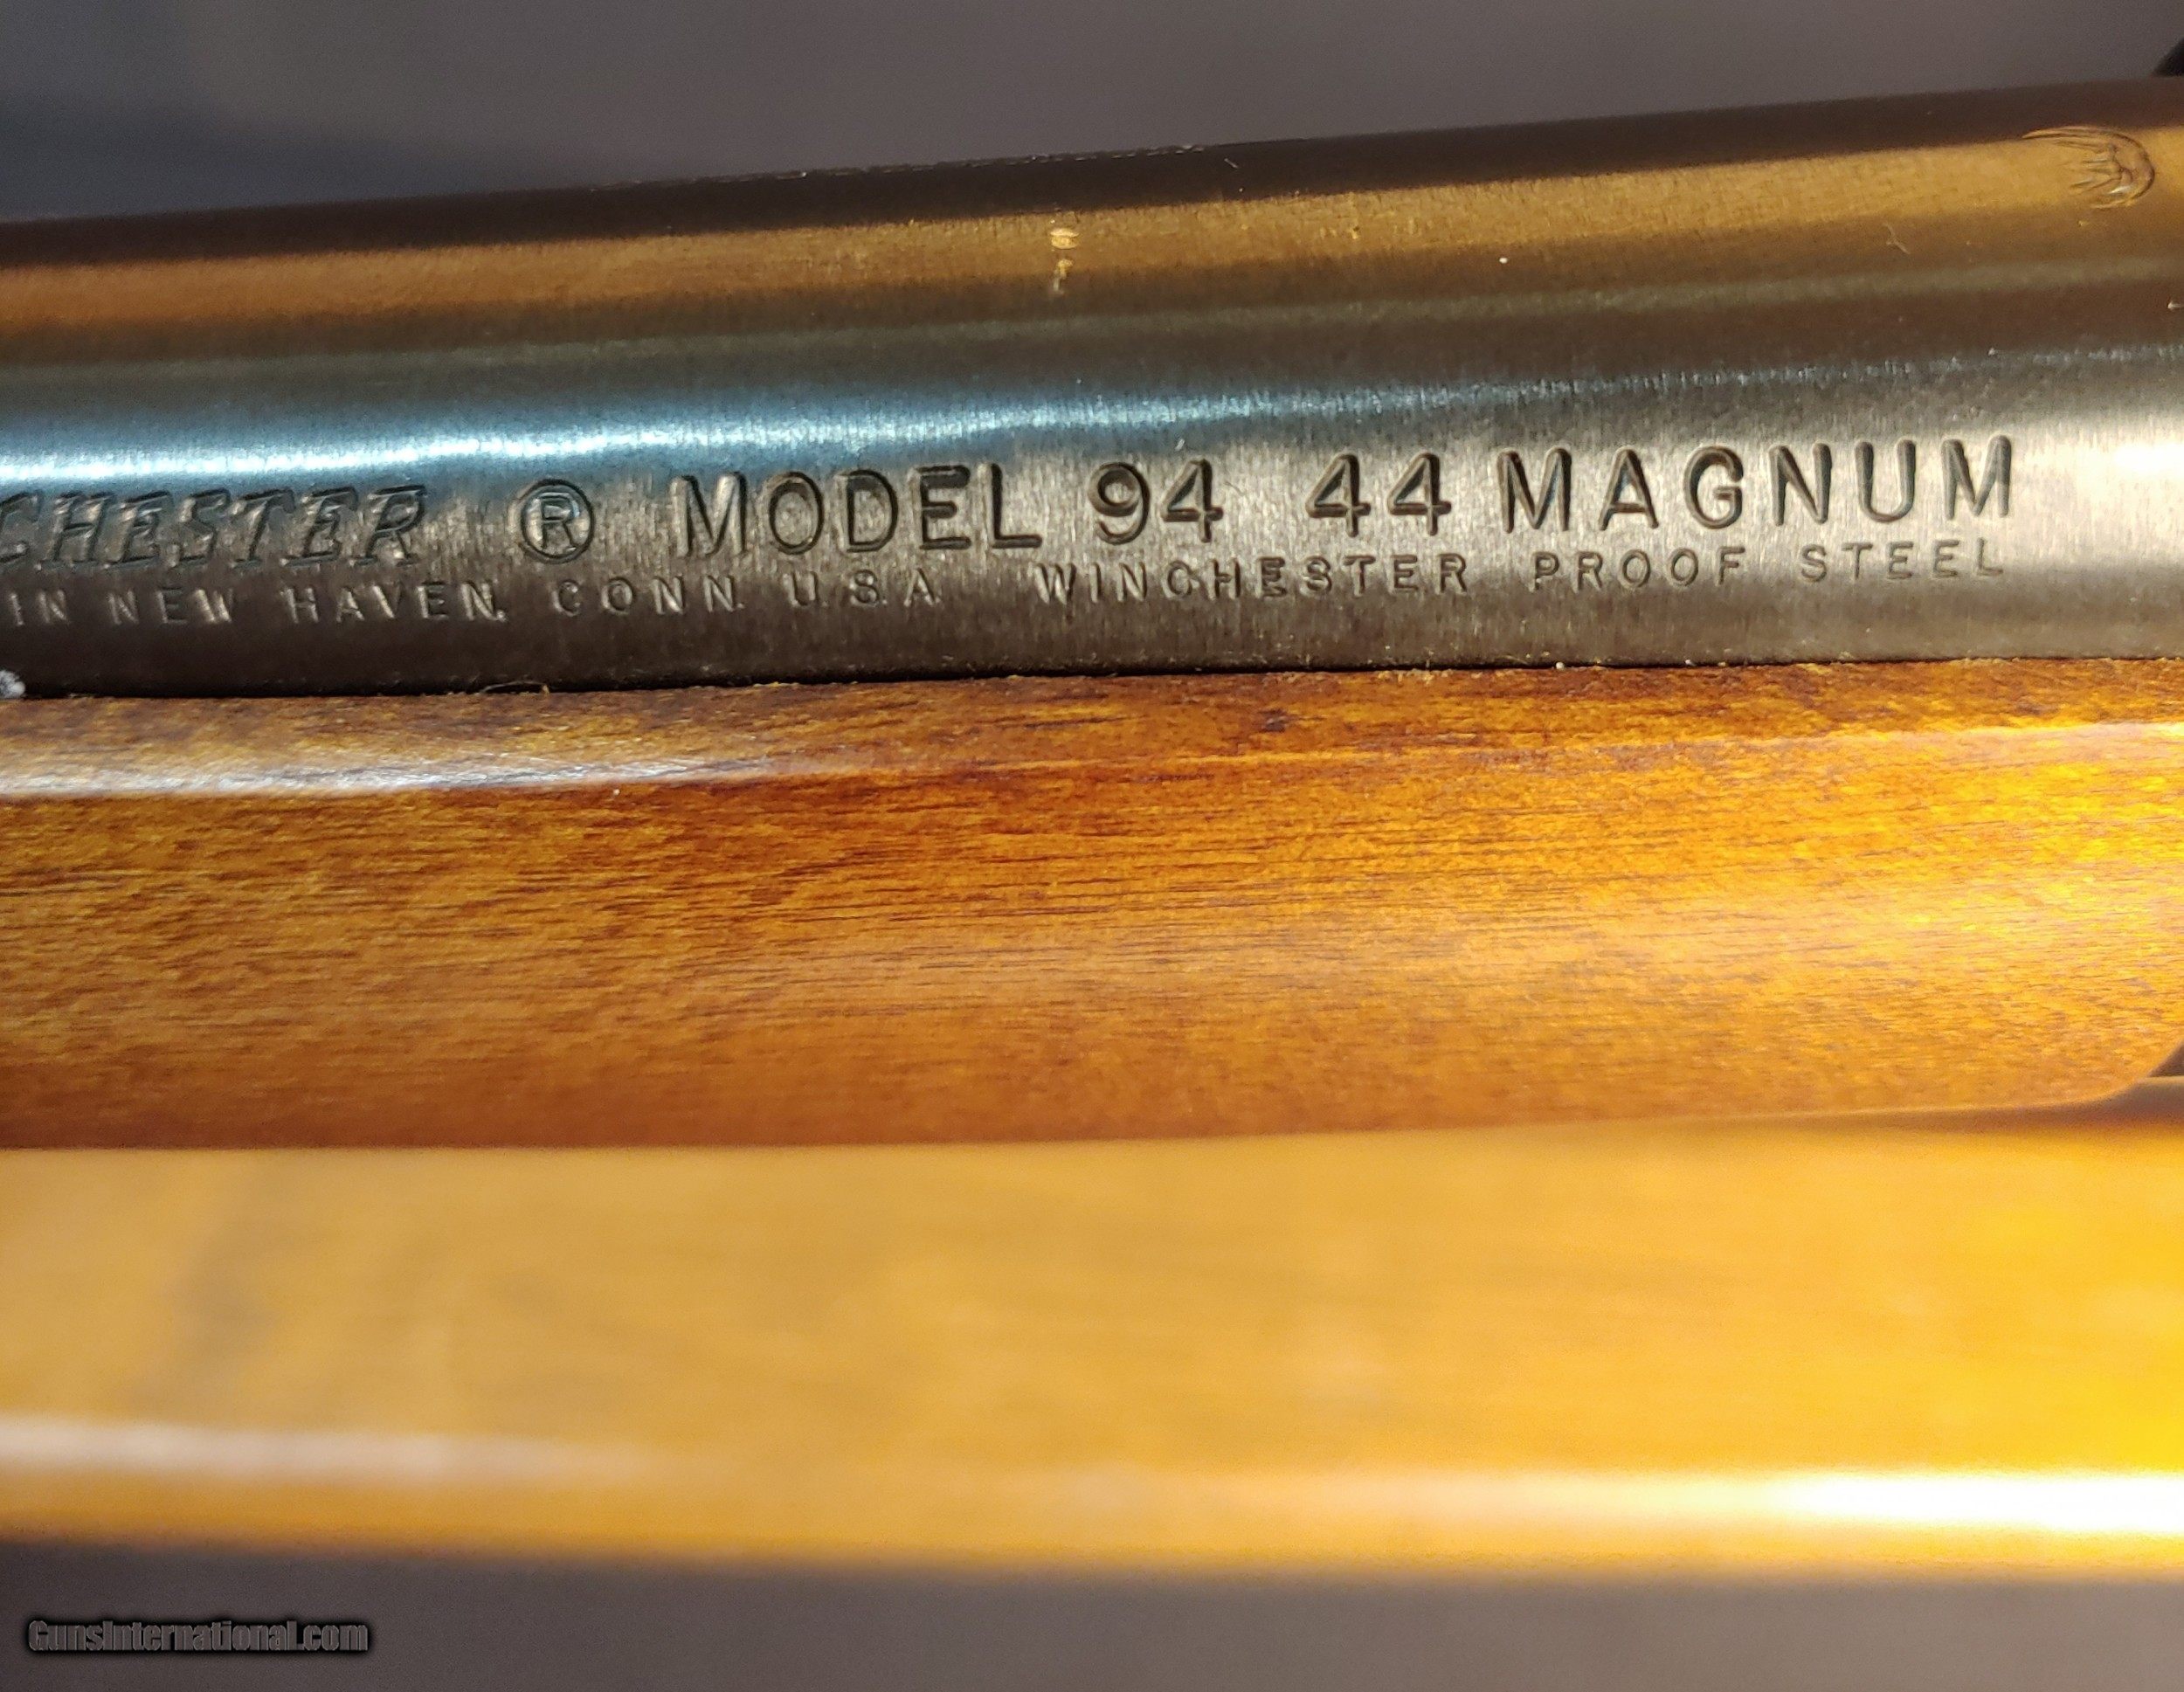 CHESTER ® MODEL 94 44 MAGNUM
IN NEW HAVEN. CONN. U.S.A. WINCHESTER PROOF STEEL
GunsInternational.com